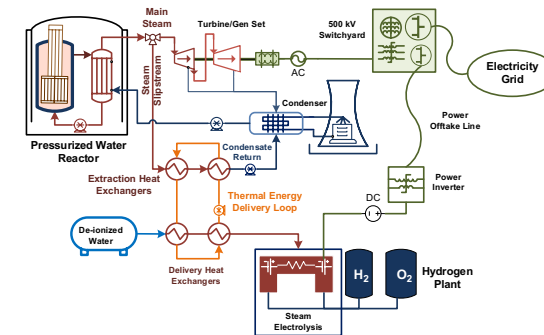 Main
Steam
Turbine/Gen Set
500 kV
Switchyard
Steam
Slipstream
AC
Electricity
Grid
Condenser
Pressurized Water
Reactor
Condensate
Return
Power
Offtake Line
Extraction Heat
Exchangers
Thermal Energy
Delivery Loop
Power
Inverter
DC
De-ionized
Water
Delivery Heat
Exchangers
H2
O2
Hydrogen
Plant
Steam
Electrolysis